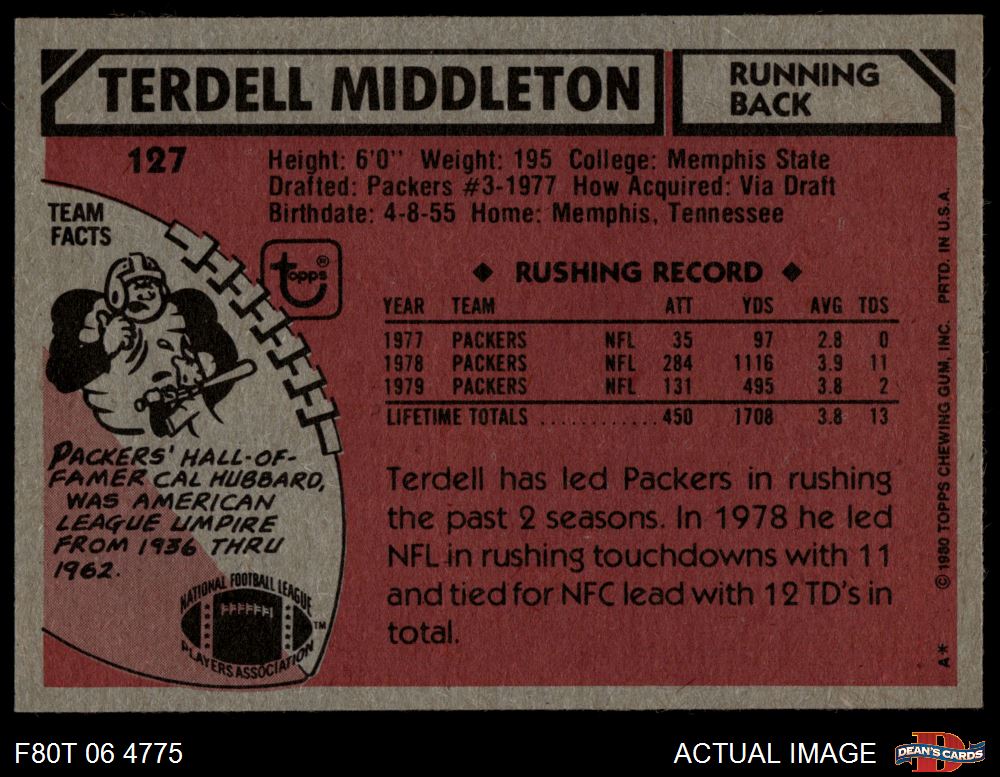 TERDELL MIDDLETON
RUNNING
BACK
127
Height: 6'0" Weight: 195 College: Memphis State
Drafted: Packers #3-1977 How Acquired: Via Draft
Birthdate: 4-8-55 Home: Memphis, Tennessee
TEAM
FACTS
topps®
◆ RUSHING RECORD ◆
YEAR TEAM ATT YDS AVG TDS
1977 PACKERS NFL 35 97 2.8 0
1978 PACKERS NFL 284 1116 3.9 11
1979 PACKERS NFL 131 495 3.8 2
LIFETIME TOTALS ............ 450 1708 3.8 13
PACKERS' HALL-OF-
FAMER CAL HUBBARD,
WAS AMERICAN
LEAGUE UMPIRE
FROM 1936 THRU
1962.
Terdell has led Packers in rushing
the past 2 seasons. In 1978 he led
NFL in rushing touchdowns with 11
and tied for NFC lead with 12 TD's in
total.
NATIONAL FOOTBALL LEAGUE
PLAYERS ASSOCIATION
TM
A* © 1980 TOPPS CHEWING GUM, INC. PRTD. IN U.S.A.
F80T 06 4775
ACTUAL IMAGE
D
DEAN'S CARDS